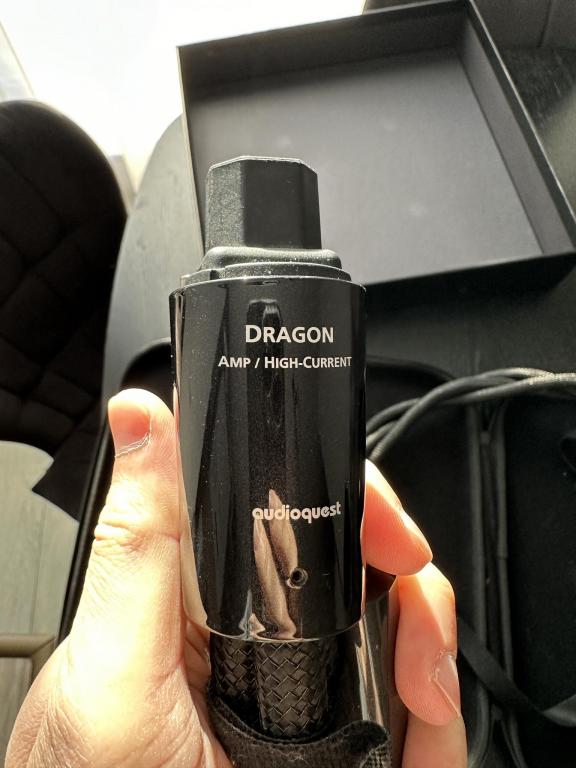 DRAGON
AMP / HIGH-CURRENT
audioquest